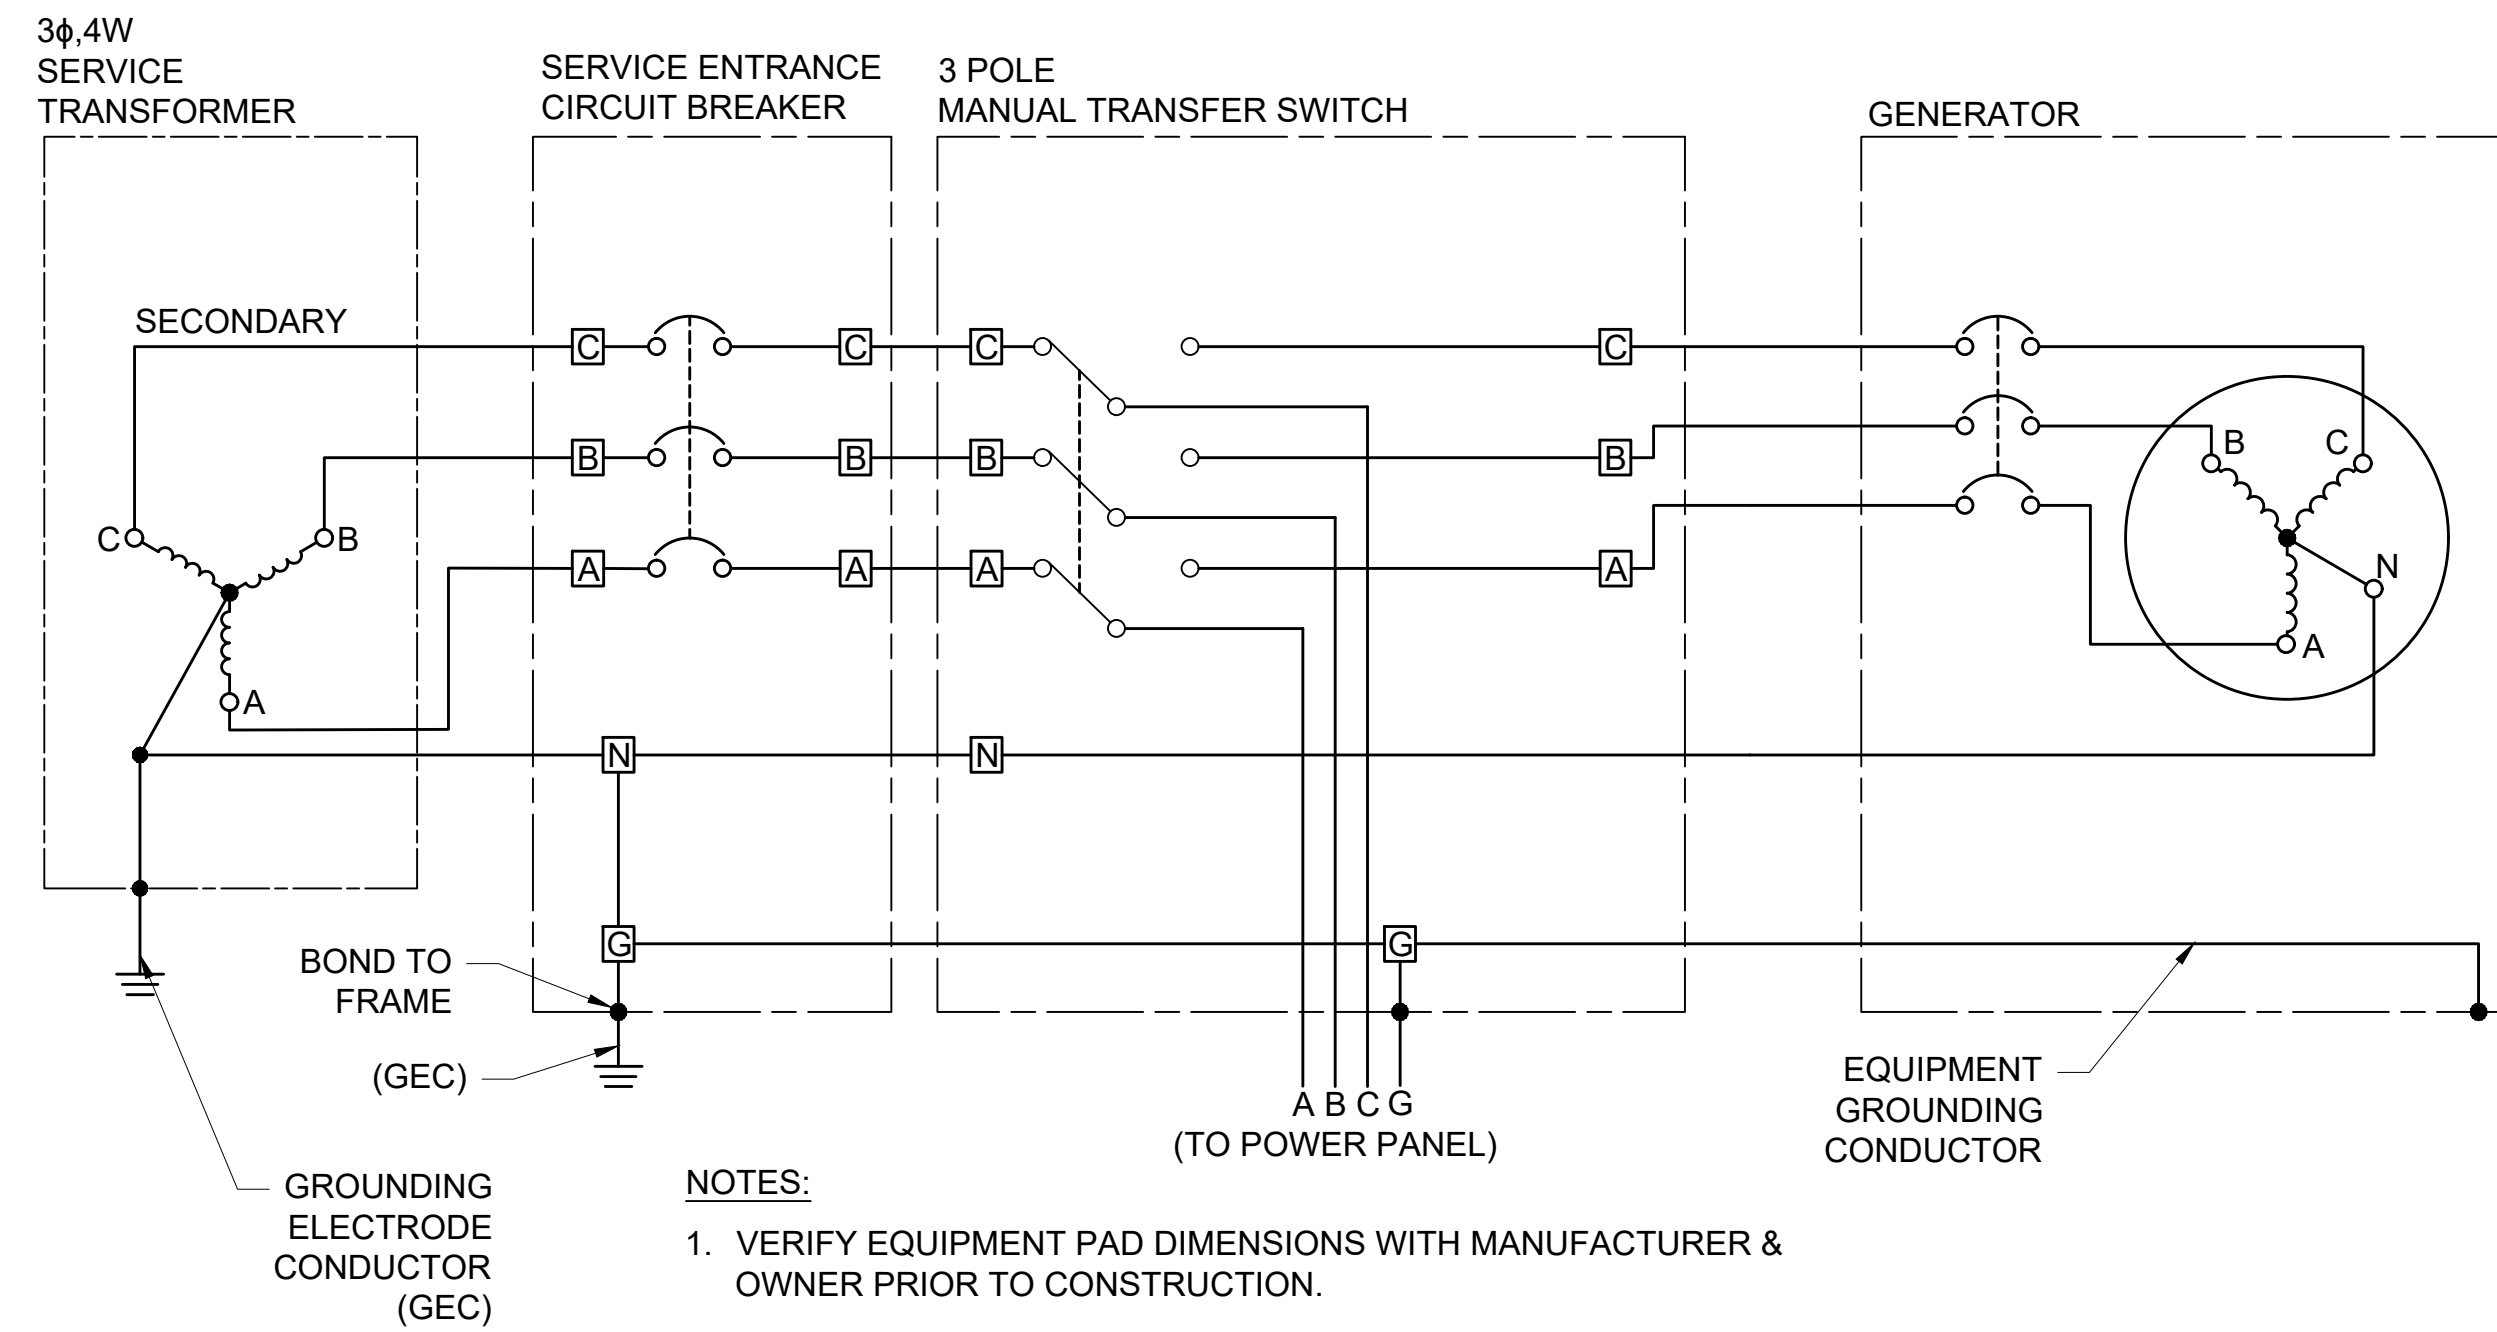 3ϕ,4W
SERVICE
TRANSFORMER
SERVICE ENTRANCE
CIRCUIT BREAKER
3 POLE
MANUAL TRANSFER SWITCH
GENERATOR
SECONDARY
C
C
C
C
B
C
B
B
B
B
C
B
N
A
A
A
A
A
A
N
N
G
G
BOND TO
FRAME
(GEC)
A B C G
(TO POWER PANEL)
EQUIPMENT
GROUNDING
CONDUCTOR
GROUNDING
ELECTRODE
CONDUCTOR
(GEC)
NOTES:
1. VERIFY EQUIPMENT PAD DIMENSIONS WITH MANUFACTURER &
OWNER PRIOR TO CONSTRUCTION.